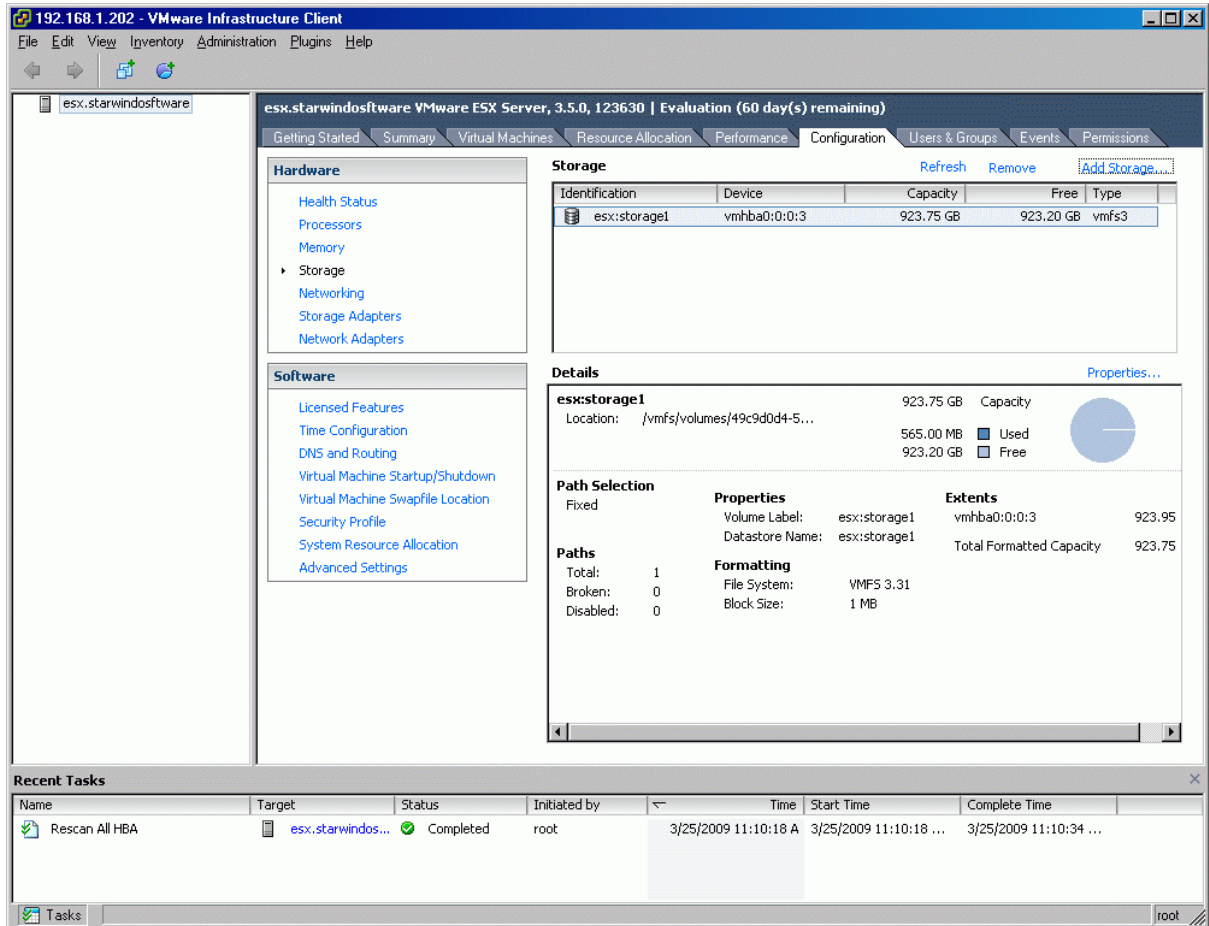 192.168.1.202 - VMware Infrastructure Client
File Edit View Inventory Administration Plugins Help
esx.starwindosftware
esx.starwindosftware VMware ESX Server, 3.5.0, 123630 | Evaluation (60 day(s) remaining)
Getting Started Summary Virtual Machines Resource Allocation Performance Configuration Users & Groups Events Permissions
Hardware
Health Status
Processors
Memory
Storage
Networking
Storage Adapters
Network Adapters
Software
Licensed Features
Time Configuration
DNS and Routing
Virtual Machine Startup/Shutdown
Virtual Machine Swapfile Location
Security Profile
System Resource Allocation
Advanced Settings
Storage Refresh Remove Add Storage...
Identification Device Capacity Free Type
esx:storage1 vmhba0:0:0:3 923.75 GB 923.20 GB vmfs3
Details Properties...
esx:storage1 923.75 GB Capacity
Location: /vmfs/volumes/49c9d0d4-5...
565.00 MB Used
923.20 GB Free
Path Selection
Fixed
Paths
Total: 1
Broken: 0
Disabled: 0
Properties
Volume Label: esx:storage1
Datastore Name: esx:storage1
Formatting
File System: VMFS 3.31
Block Size: 1 MB
Extents
vmhba0:0:0:3 923.95
Total Formatted Capacity 923.75
Recent Tasks
Name Target Status Initiated by Time Start Time Complete Time
Rescan All HBA esx.starwindos... Completed root 3/25/2009 11:10:18 A 3/25/2009 11:10:18 ... 3/25/2009 11:10:34 ...
Tasks root